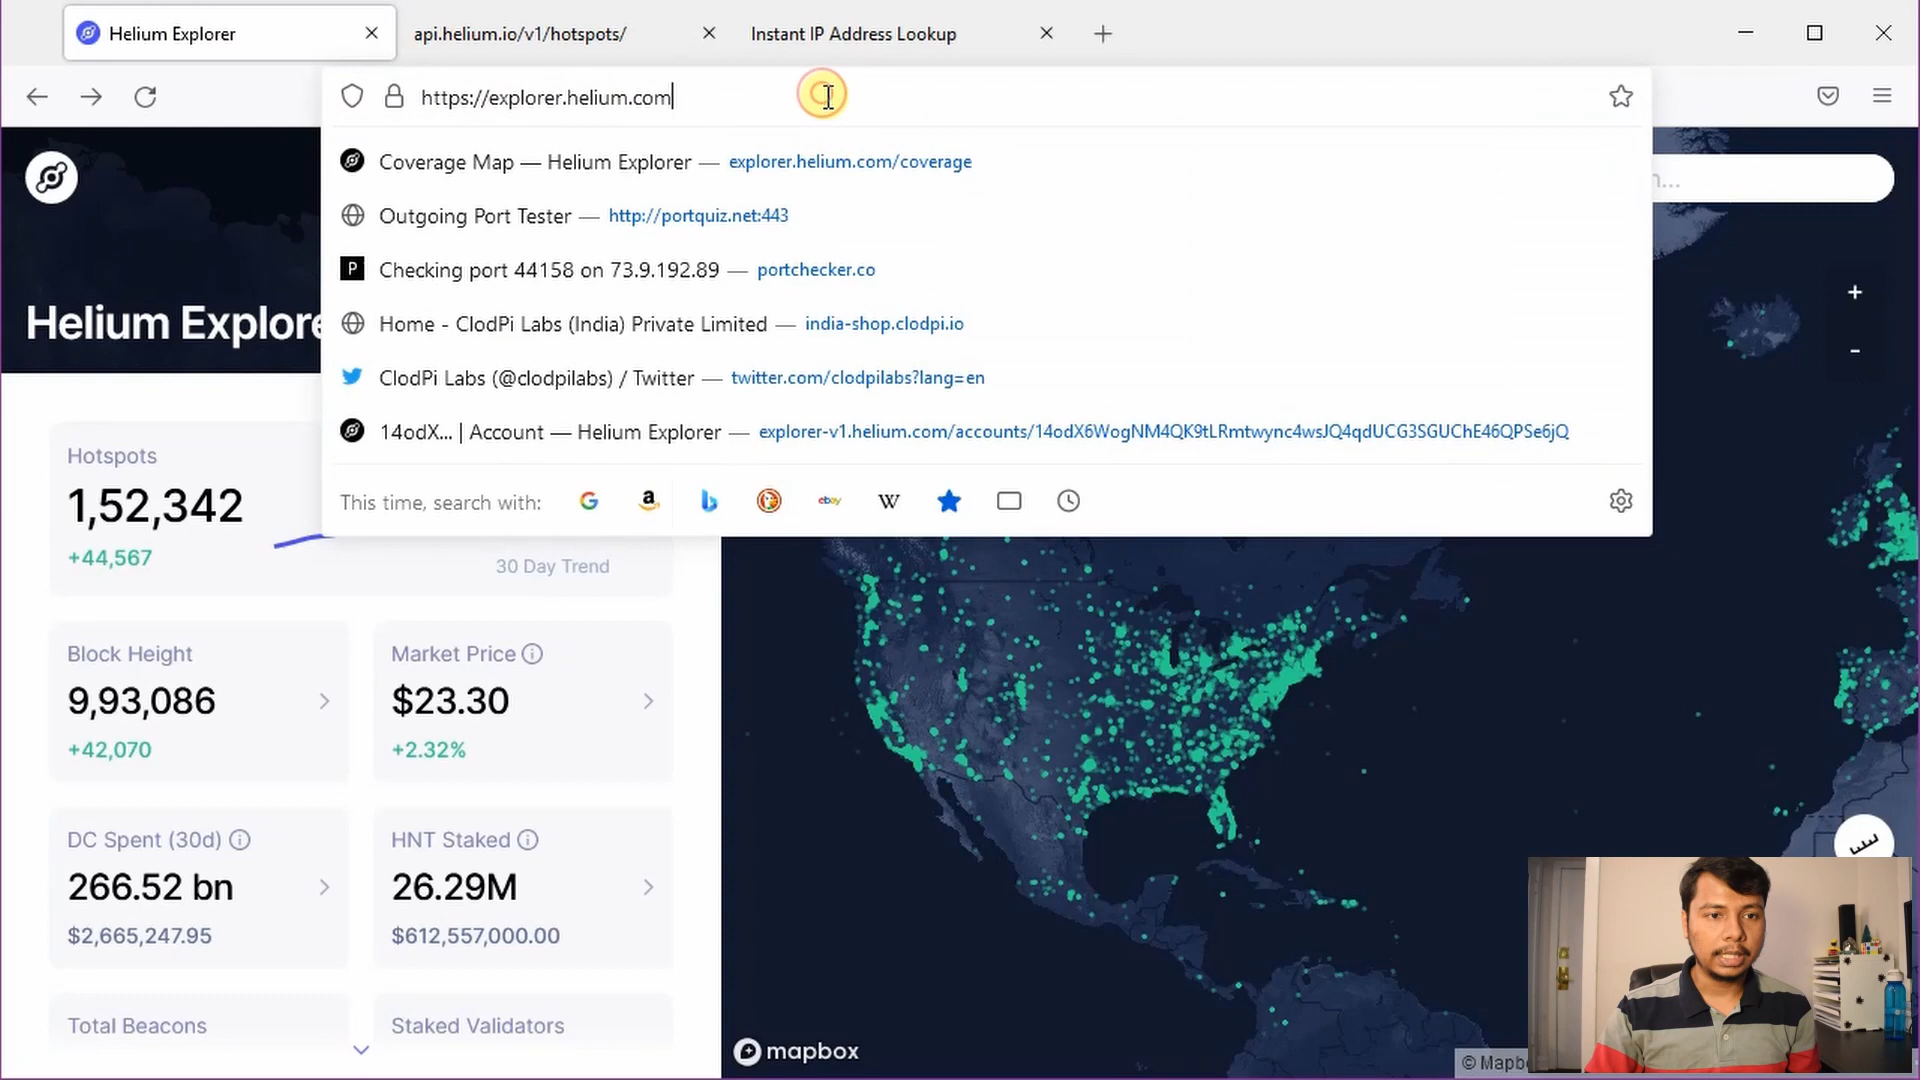 Helium Explorer
api.helium.io/v1/hotspots/
Instant IP Address Lookup
https://explorer.helium.com
Coverage Map — Helium Explorer — explorer.helium.com/coverage
Outgoing Port Tester — http://portquiz.net:443
P Checking port 44158 on 73.9.192.89 — portchecker.co
Home - ClodPi Labs (India) Private Limited — india-shop.clodpi.io
ClodPi Labs (@clodpilabs) / Twitter — twitter.com/clodpilabs?lang=en
14odX... | Account — Helium Explorer — explorer-v1.helium.com/accounts/14odX6WogNM4QK9tLRmtwync4wsJQ4qdUCG3SGUChE46QPSe6jQ
This time, search with: G a b ebay W
Helium Explore
n...
+
-
Hotspots
1,52,342
+44,567
30 Day Trend
Block Height
9,93,086
+42,070
Market Price
$23.30
+2.32%
DC Spent (30d)
266.52 bn
$2,665,247.95
HNT Staked
26.29M
$612,557,000.00
Total Beacons
Staked Validators
mapbox
© Mapb